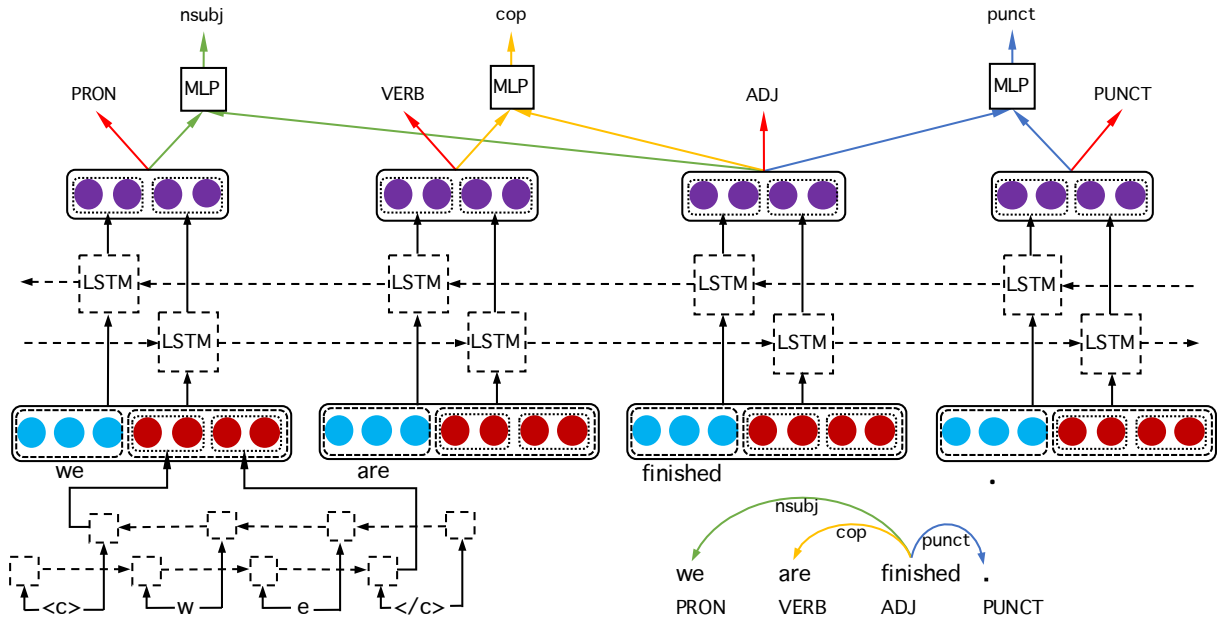 nsubj cop punct
MLP MLP MLP
PRON VERB ADJ PUNCT
LSTM LSTM LSTM LSTM
LSTM LSTM LSTM LSTM
we are finished .
nsubj
cop punct
we are finished .
PRON VERB ADJ PUNCT
<c> w e </c>